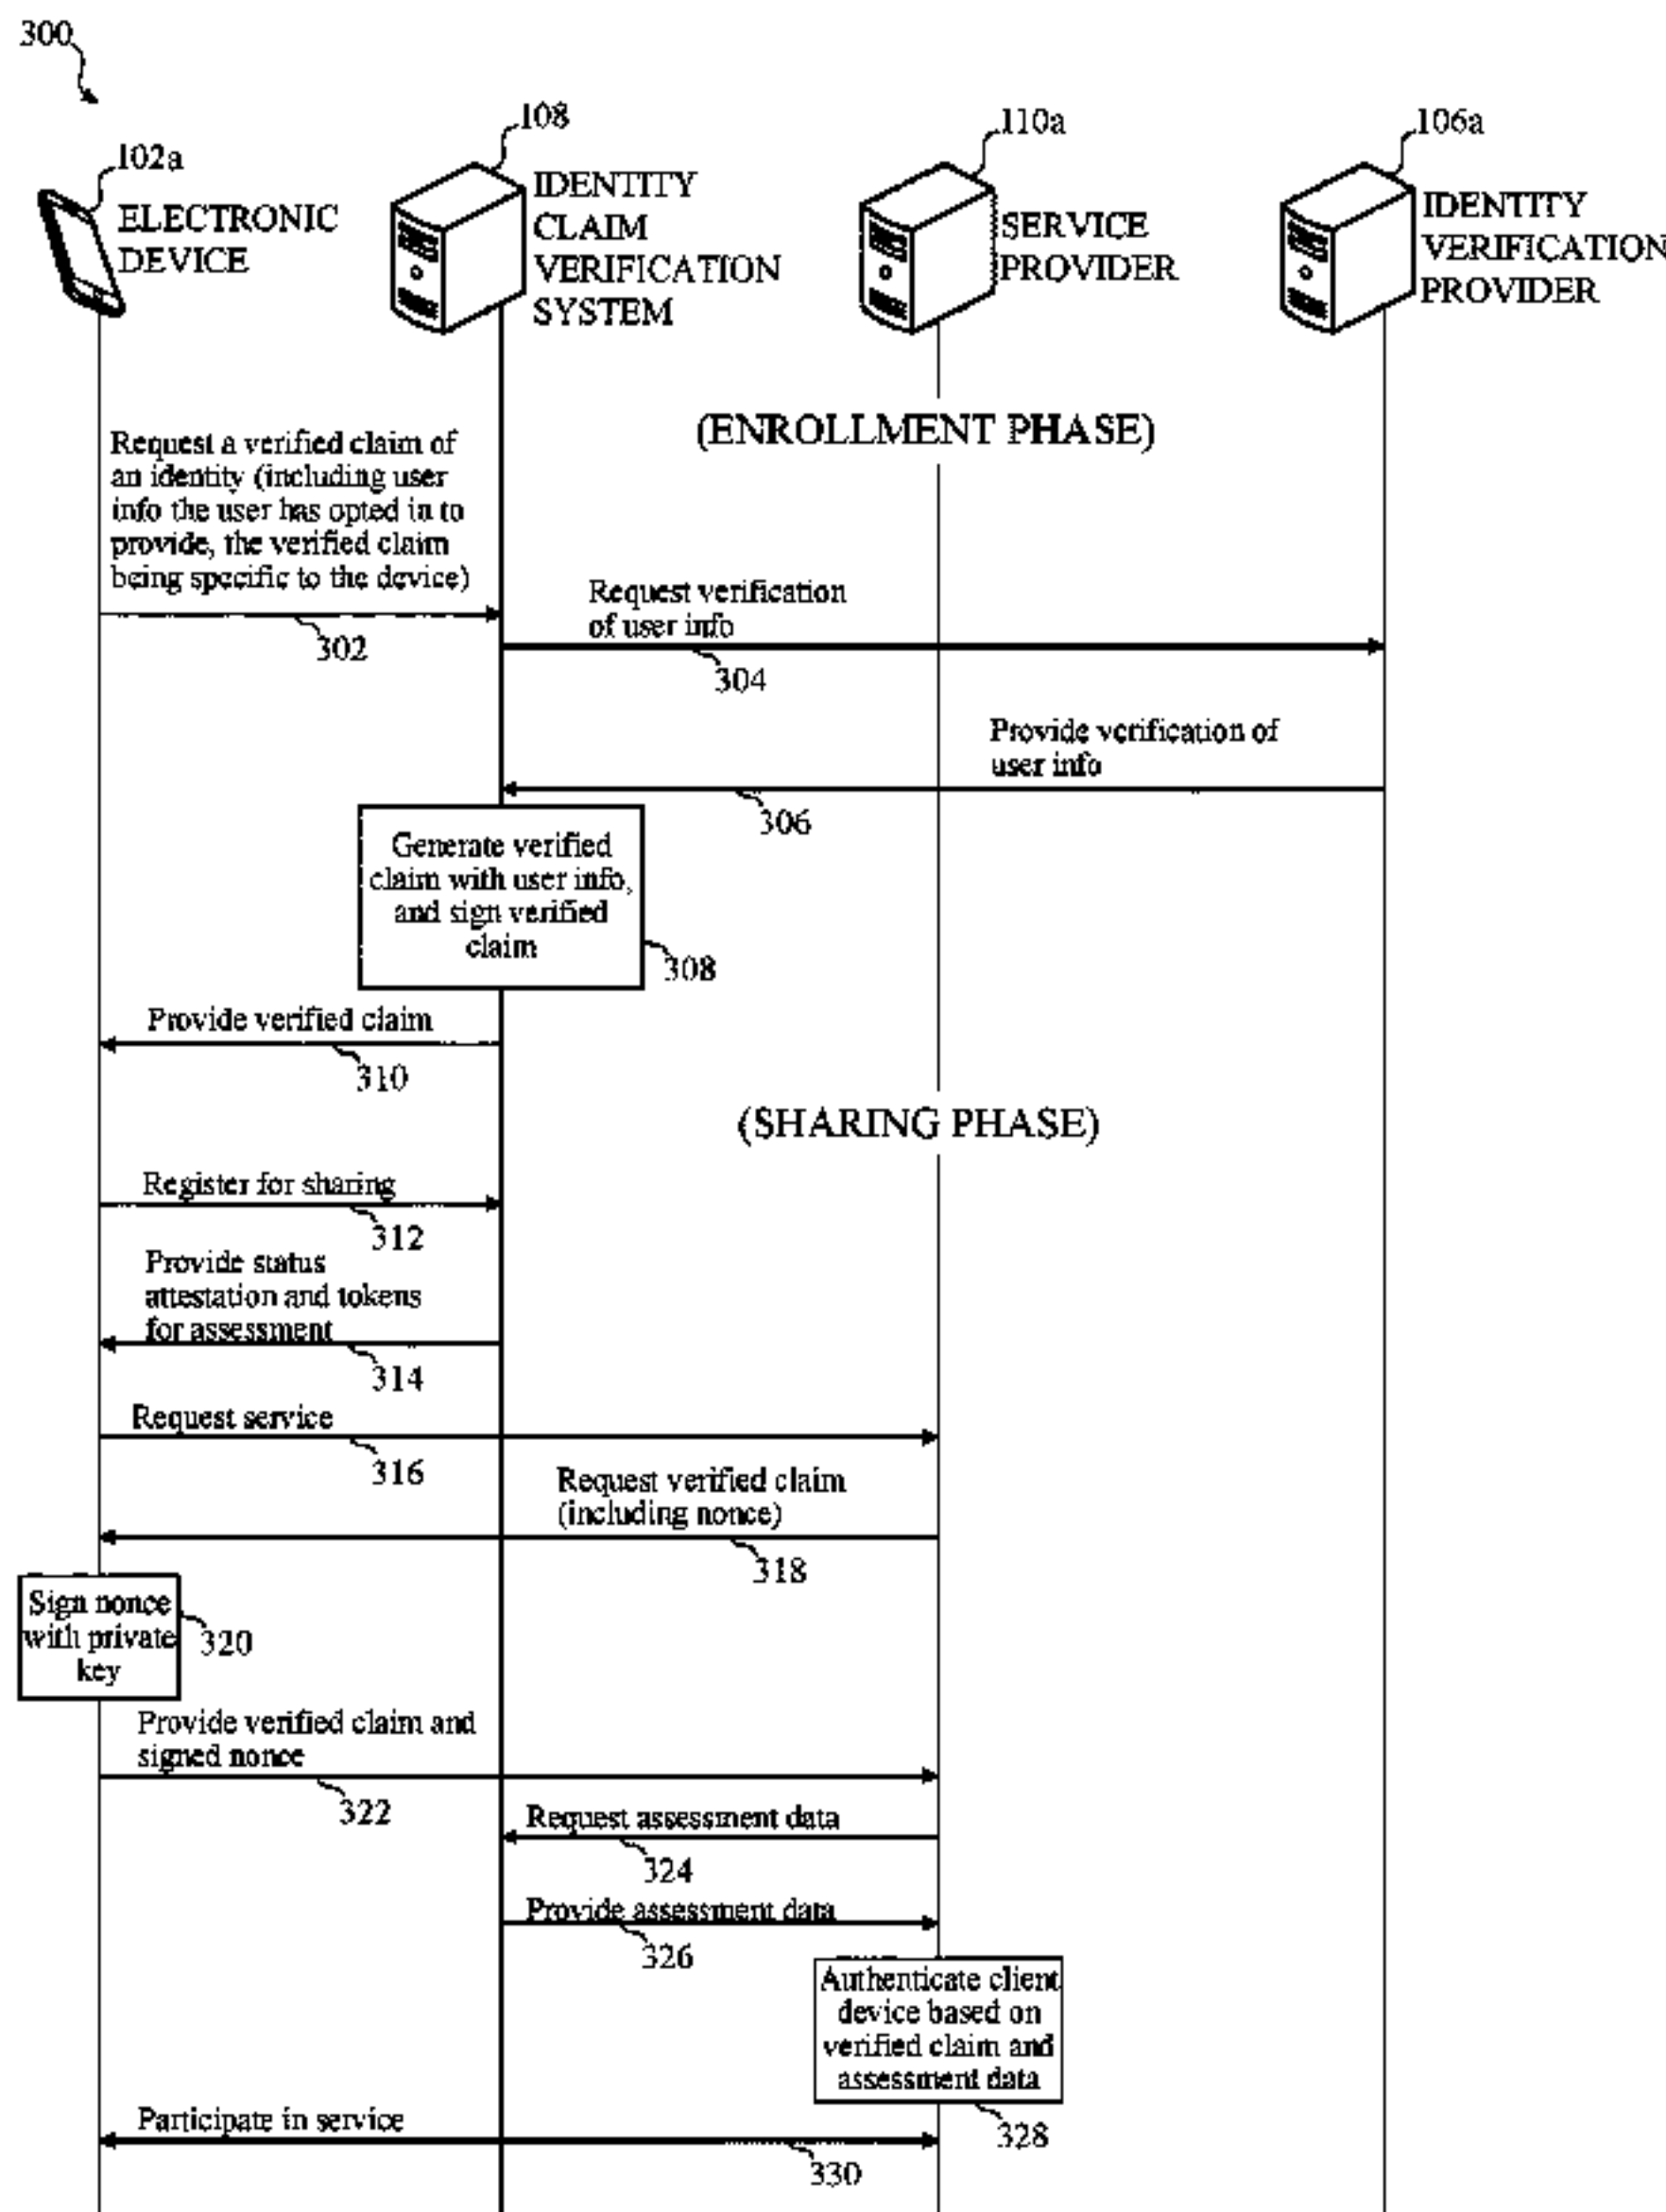 300
102a
ELECTRONIC
DEVICE
108
IDENTITY
CLAIM
VERIFICATION
SYSTEM
110a
SERVICE
PROVIDER
106a
IDENTITY
VERIFICATION
PROVIDER
(ENROLLMENT PHASE)
Request a verified claim of
an identity (including user
info the user has opted in to
provide, the verified claim
being specific to the device)
302
Request verification
of user info
304
Provide verification of
user info
306
Generate verified
claim with user info,
and sign verified
claim
308
Provide verified claim
310
(SHARING PHASE)
Register for sharing
312
Provide status
attestation and tokens
for assessment
314
Request service
316
Request verified claim
(including nonce)
318
Sign nonce
with private
key
320
Provide verified claim and
signed nonce
322
Request assessment data
324
Provide assessment data
326
Authenticate client
device based on
verified claim and
assessment data
328
Participate in service
330